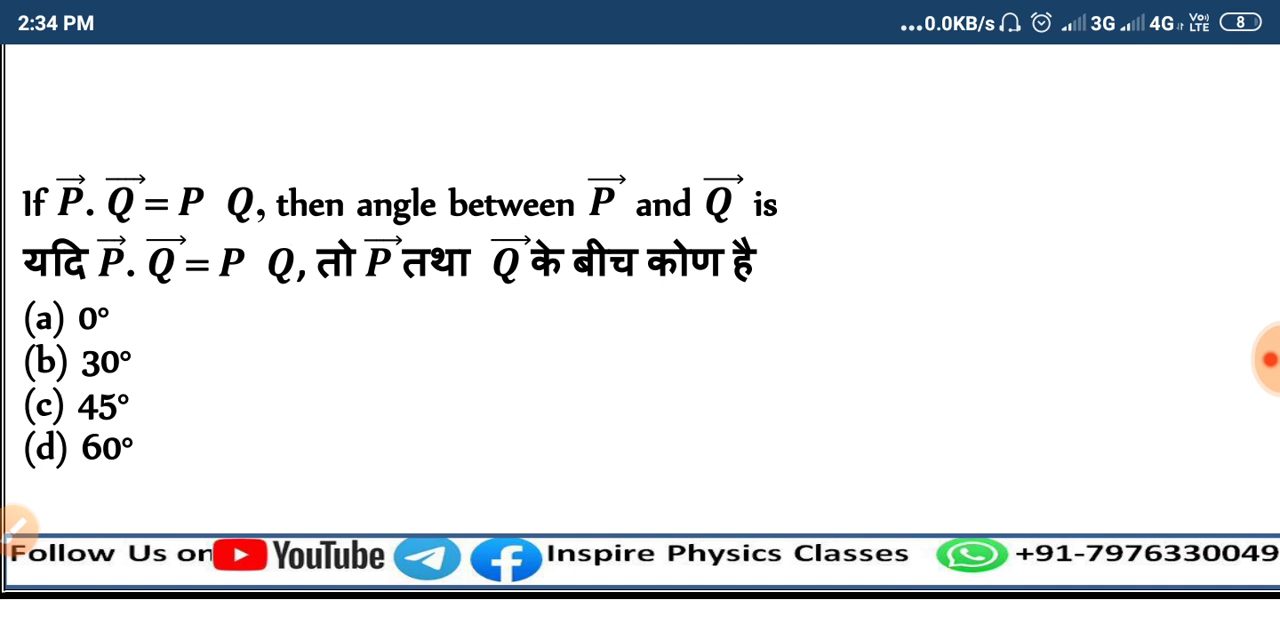 2:34 PM ...0.0KB/s 3G 4G Vo) LTE 8
If P⃗. Q⃗ = P Q, then angle between P⃗ and Q⃗ is
यदि P⃗. Q⃗ = P Q, तो P⃗ तथा Q⃗ के बीच कोण है
(a) 0°
(b) 30°
(c) 45°
(d) 60°
Follow Us on YouTube Inspire Physics Classes +91-7976330049